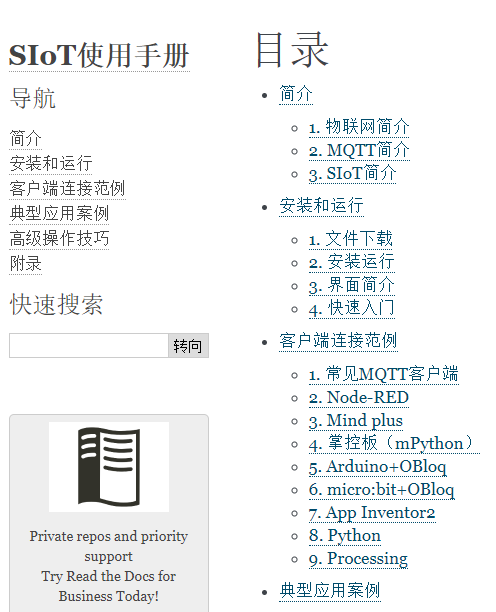 SIoT使用手册
导航
简介
安装和运行
客户端连接范例
典型应用案例
高级操作技巧
附录
快速搜索
转向
Private repos and priority
support
Try Read the Docs for
Business Today!
目录
简介
1. 物联网简介
2. MQTT简介
3. SIoT简介
安装和运行
1. 文件下载
2. 安装运行
3. 界面简介
4. 快速入门
客户端连接范例
1. 常见MQTT客户端
2. Node-RED
3. Mind plus
4. 掌控板（mPython）
5. Arduino+OBloq
6. micro:bit+OBloq
7. App Inventor2
8. Python
9. Processing
典型应用案例